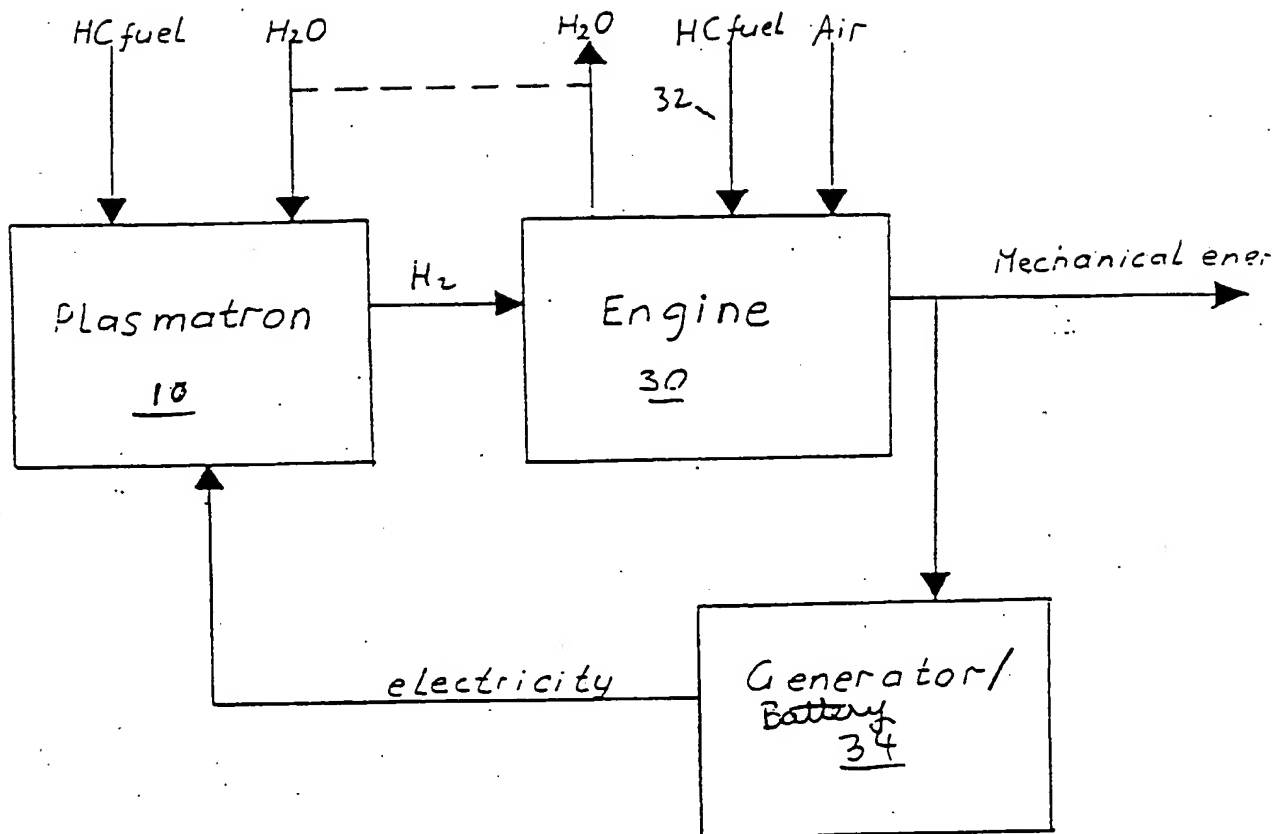 HC fuel
H2O
H2O
HC fuel
Air
32
Plasmatron
10
H2
Engine
30
Mechanical ener
electricity
Generator/
Battery
34